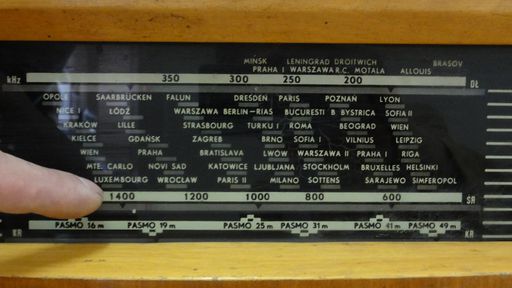 MINSK LENINGRAD DROITWICH BRAȘOV
PRAHA I WARSZAWA R.C. MOTALA ALLOUIS
kHz 350 300 250 200 DŁ
OPOLE SAARBRÜCKEN FALUN DRESDEN PARIS POZNAŃ LYON
NICE I ŁÓDŹ WARSZAWA BERLIN-RIAS BUCURESTI B. BYSTRICA SOFIA II
KRAKÓW LILLE STRASBOURG TURKU I ROMA BEOGRAD WIEN
KIELCE GDAŃSK ZAGREB BRNO SOFIA I VILNIUS LEIPZIG
WIEN PRAHA BRATISLAVA LWÓW WARSZAWA II PRAHA I RIGA
MTE. CARLO NOVI SAD KATOWICE LJUBLJANA STOCKHOLM BRUXELLES HELSINKI
LUXEMBOURG WROCŁAW PARIS II MILANO SOTTENS SARAJEWO SIMFEROPOL
1400 1200 1000 800 600 ŚR
KR PASMO 16 m PASMO 19 m PASMO 25 m PASMO 31 m PASMO 41 m PASMO 49 m KR